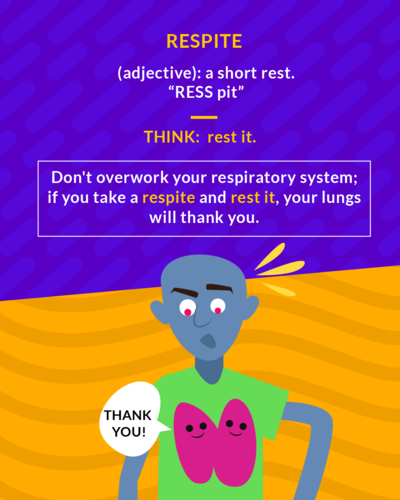 RESPITE
(adjective): a short rest.
“RESS pit”
THINK: rest it.
Don't overwork your respiratory system;
if you take a respite and rest it, your lungs
will thank you.
THANK
YOU!